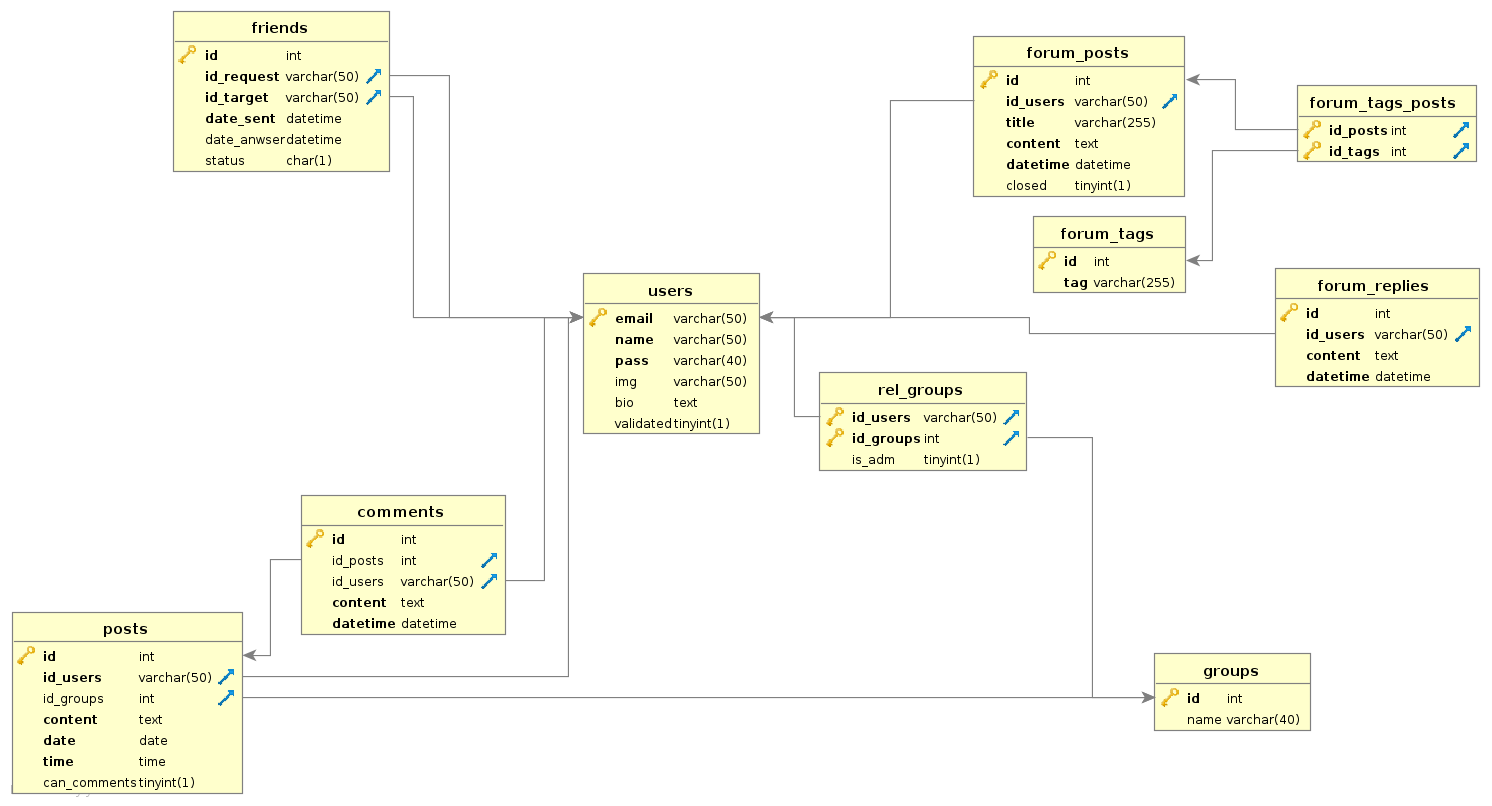 friends
id int
id_request varchar(50)
id_target varchar(50)
date_sent datetime
date_anwser datetime
status char(1)
forum_posts
id int
id_users varchar(50)
title varchar(255)
content text
datetime datetime
closed tinyint(1)
forum_tags_posts
id_posts int
id_tags int
forum_tags
id int
tag varchar(255)
users
email varchar(50)
name varchar(50)
pass varchar(40)
img varchar(50)
bio text
validated tinyint(1)
forum_replies
id int
id_users varchar(50)
content text
datetime datetime
rel_groups
id_users varchar(50)
id_groups int
is_adm tinyint(1)
comments
id int
id_posts int
id_users varchar(50)
content text
datetime datetime
posts
id int
id_users varchar(50)
id_groups int
content text
date date
time time
can_comments tinyint(1)
groups
id int
name varchar(40)